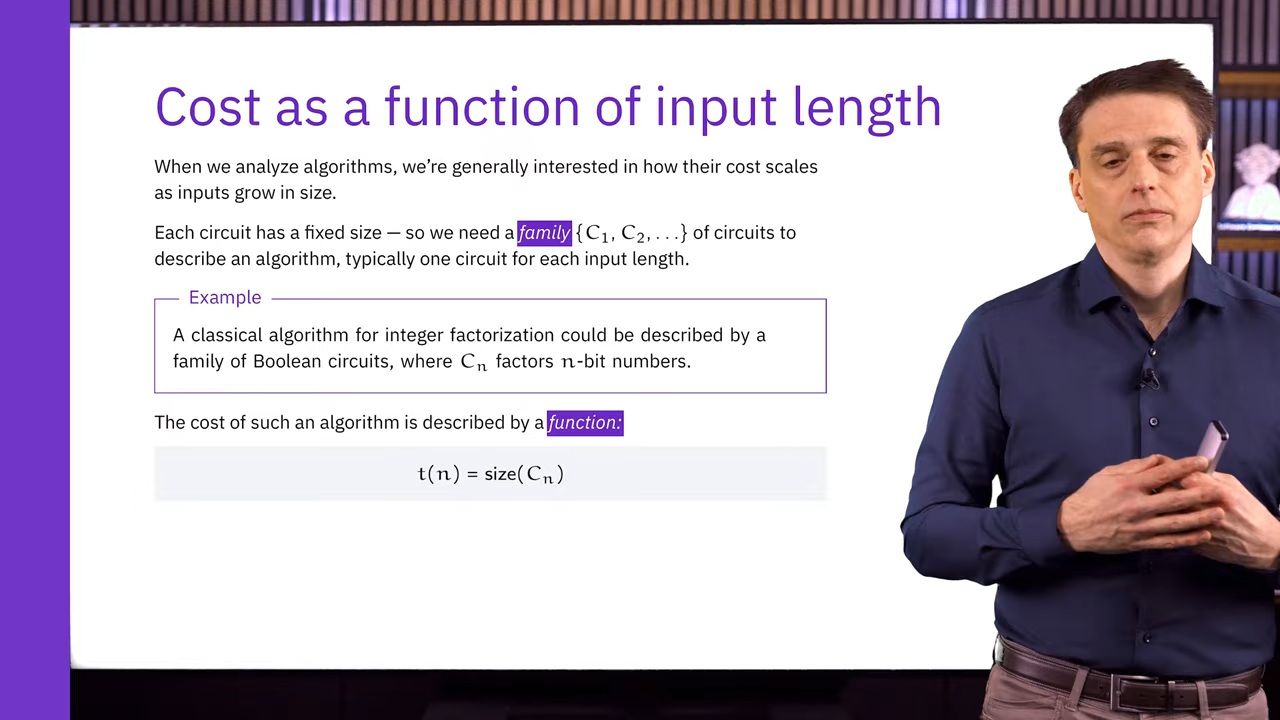 Cost as a function of input length
When we analyze algorithms, we’re generally interested in how their cost scales
as inputs grow in size.
Each circuit has a fixed size — so we need a family {C₁, C₂, . . .} of circuits to
describe an algorithm, typically one circuit for each input length.
Example
A classical algorithm for integer factorization could be described by a
family of Boolean circuits, where Cₙ factors n-bit numbers.
The cost of such an algorithm is described by a function:
t(n) = size(Cₙ)